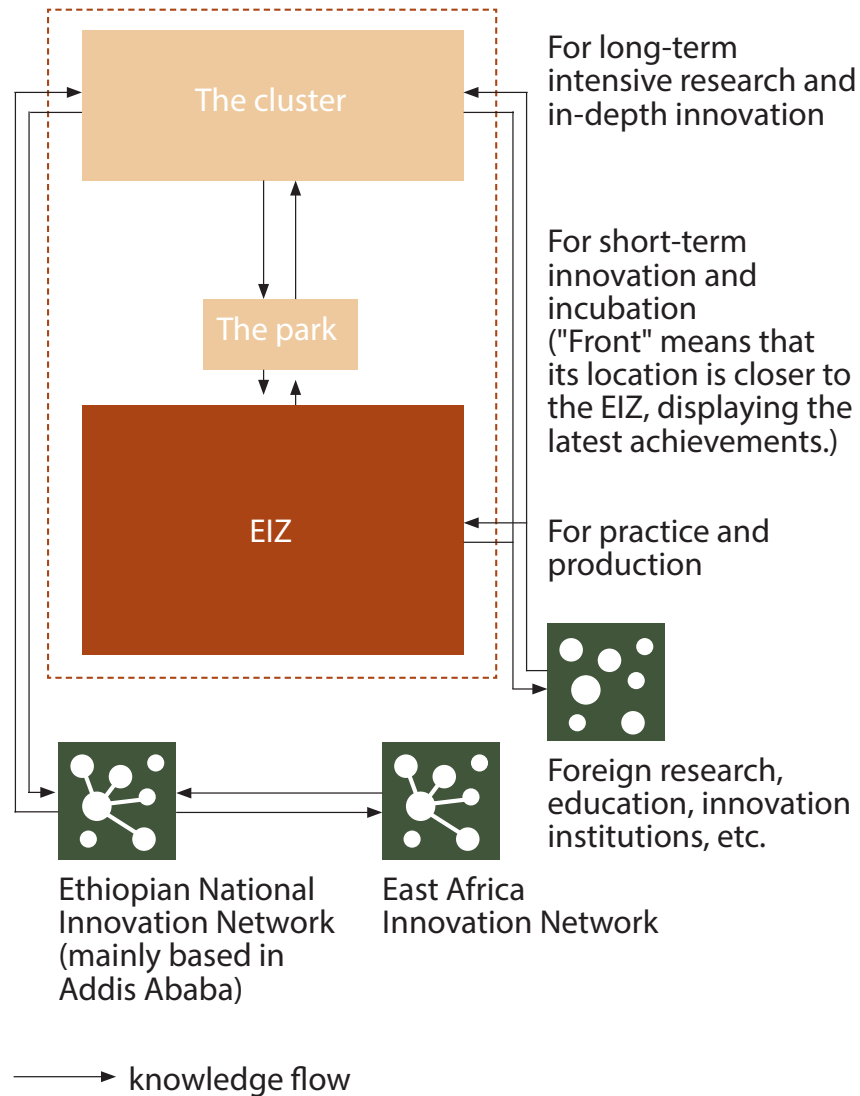 The cluster
For long-term
intensive research and
in-depth innovation
The park
For short-term
innovation and
incubation
("Front" means that
its location is closer to
the EIZ, displaying the
latest achievements.)
EIZ
For practice and
production
Foreign research,
education, innovation
institutions, etc.
Ethiopian National
Innovation Network
(mainly based in
Addis Ababa)
East Africa
Innovation Network
knowledge flow